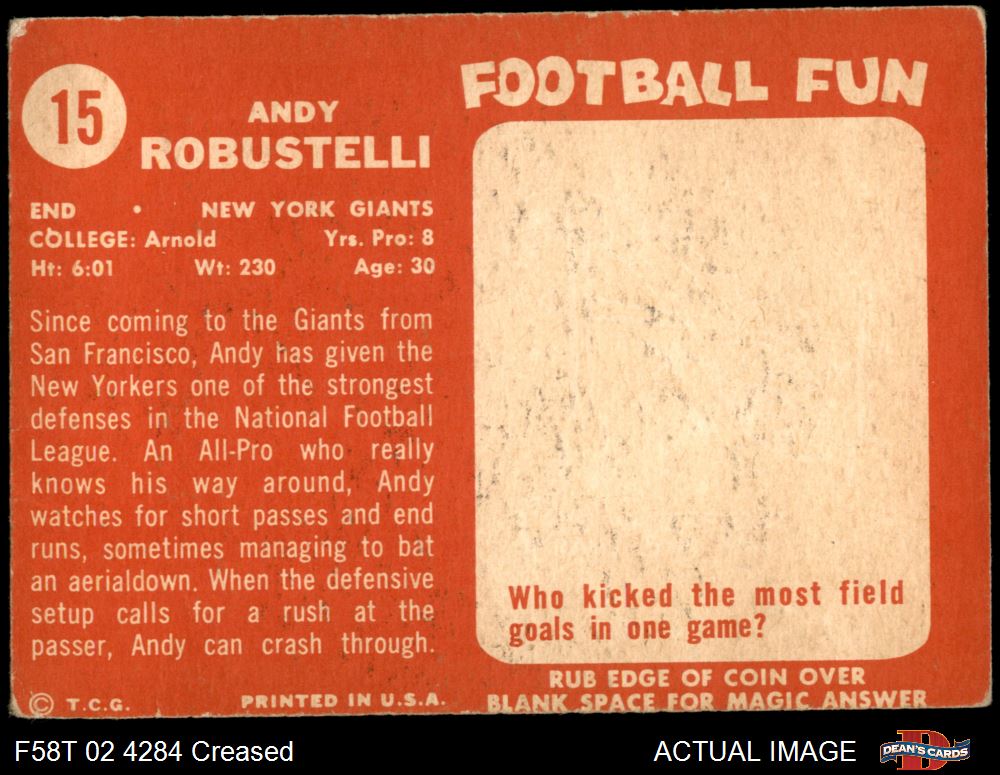 15
ANDY
ROBUSTELLI
END • NEW YORK GIANTS
COLLEGE: Arnold Yrs. Pro: 8
Ht: 6:01 Wt: 230 Age: 30
Since coming to the Giants from
San Francisco, Andy has given the
New Yorkers one of the strongest
defenses in the National Football
League. An All-Pro who really
knows his way around, Andy
watches for short passes and end
runs, sometimes managing to bat
an aerialdown. When the defensive
setup calls for a rush at the
passer, Andy can crash through.
© T.C.G. PRINTED IN U.S.A.
FOOTBALL FUN
Who kicked the most field
goals in one game?
RUB EDGE OF COIN OVER
BLANK SPACE FOR MAGIC ANSWER
F58T 02 4284 Creased
ACTUAL IMAGE
D
DEAN'S CARDS